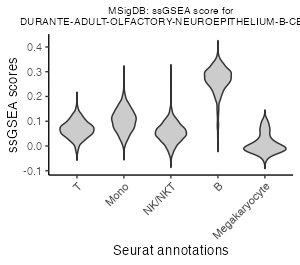 MSigDB: ssGSEA score for
DURANTE-ADULT-OLFACTORY-NEUROEPITHELIUM-B-CE
ssGSEA scores
0.4
0.3
0.2
0.1
0.0
-0.1
T
Mono
NK/NKT
B
Megakaryocyte
Seurat annotations